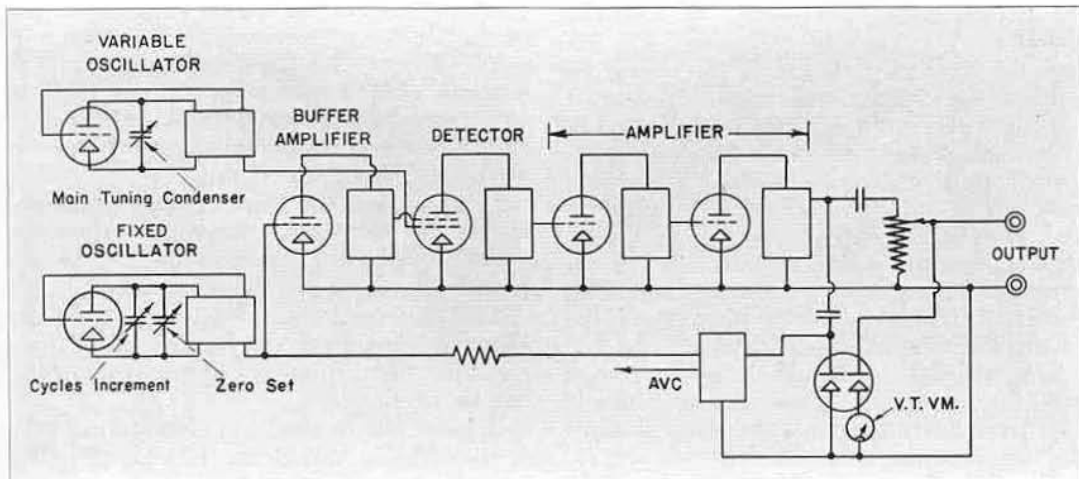 VARIABLE
OSCILLATOR
BUFFER
AMPLIFIER
DETECTOR
AMPLIFIER
Main Tuning Condenser
FIXED
OSCILLATOR
OUTPUT
Cycles Increment
Zero Set
AVC
V.T. VM.